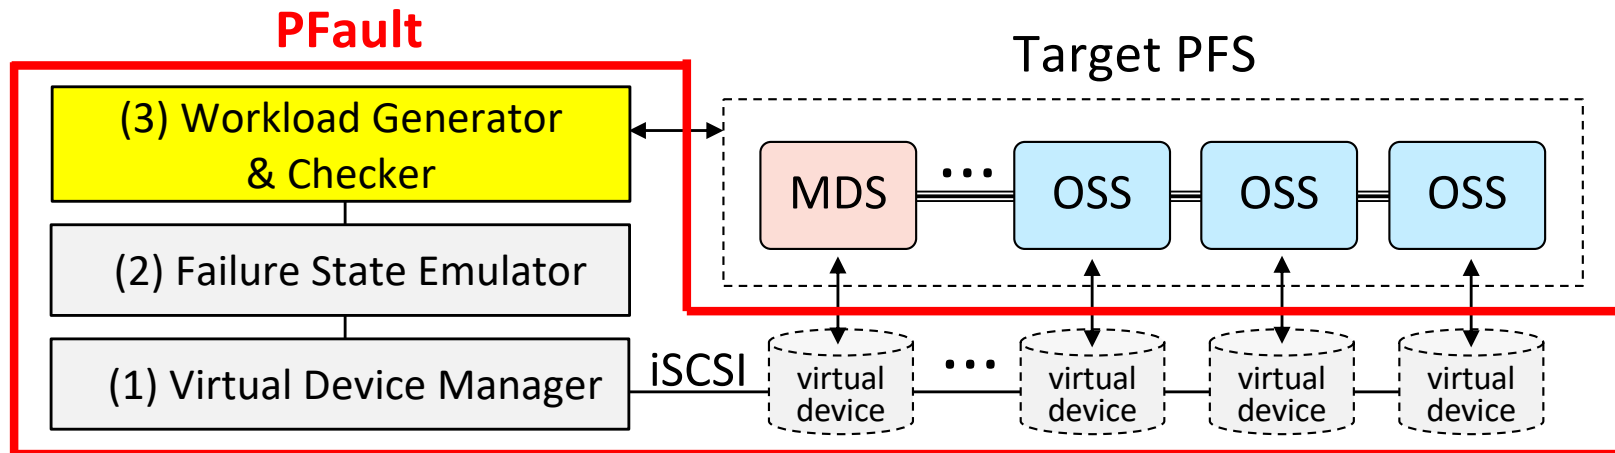 PFault
Target PFS
(3) Workload Generator
& Checker
MDS
...
OSS
OSS
OSS
(2) Failure State Emulator
(1) Virtual Device Manager
iSCSI
virtual
device
...
virtual
device
virtual
device
virtual
device